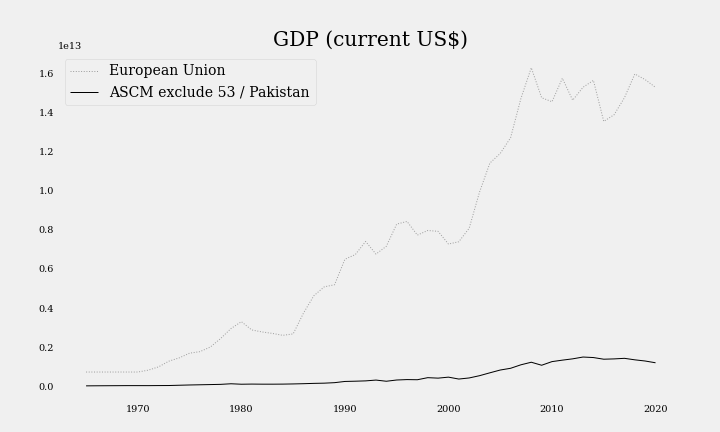 GDP (current US$)
1e13
European Union
ASCM exclude 53 / Pakistan
1.6
1.4
1.2
1.0
0.8
0.6
0.4
0.2
0.0
1970 1980 1990 2000 2010 2020